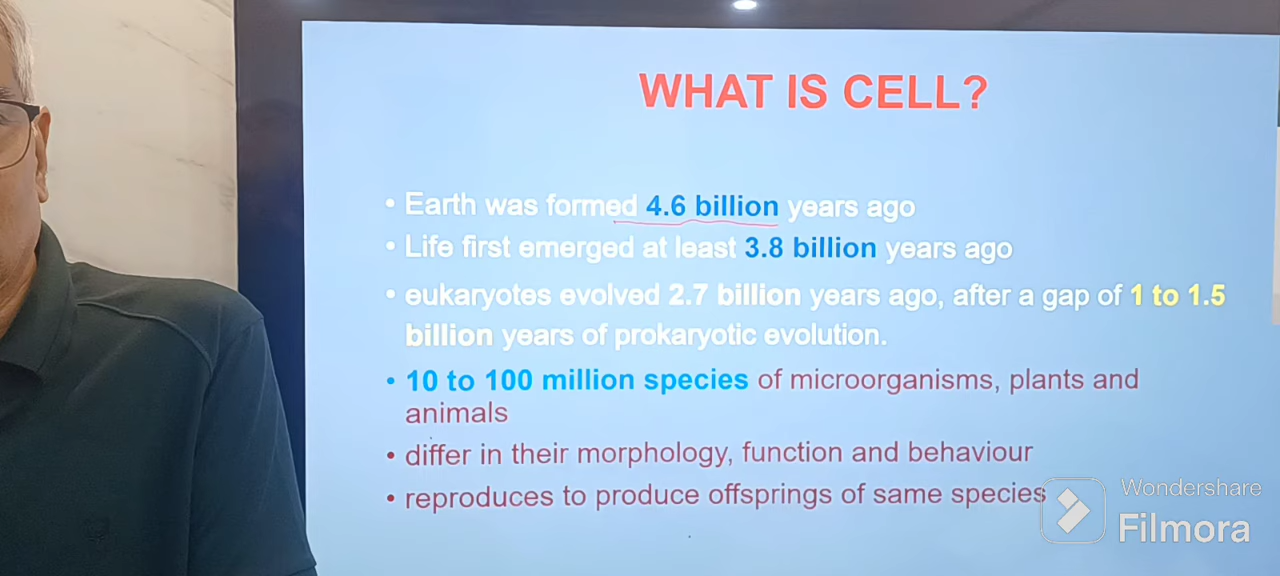 WHAT IS CELL?
• Earth was formed 4.6 billion years ago
• Life first emerged at least 3.8 billion years ago
• eukaryotes evolved 2.7 billion years ago, after a gap of 1 to 1.5
billion years of prokaryotic evolution.
• 10 to 100 million species of microorganisms, plants and
animals
• differ in their morphology, function and behaviour
• reproduces to produce offsprings of same species
Wondershare
Filmora